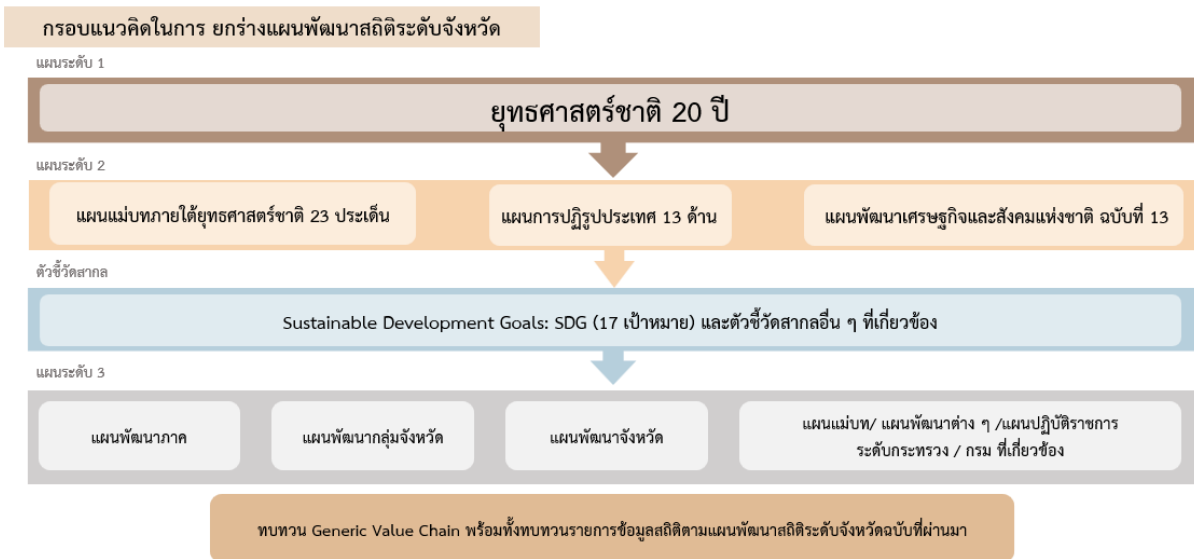 กรอบแนวคิดในการ ยกร่างแผนพัฒนาสถิติระดับจังหวัด
แผนระดับ 1
ยุทธศาสตร์ชาติ 20 ปี
แผนระดับ 2
แผนแม่บทภายใต้ยุทธศาสตร์ชาติ 23 ประเด็น
แผนการปฏิรูปประเทศ 13 ด้าน
แผนพัฒนาเศรษฐกิจและสังคมแห่งชาติ ฉบับที่ 13
ตัวชี้วัดสากล
Sustainable Development Goals: SDG (17 เป้าหมาย) และตัวชี้วัดสากลอื่น ๆ ที่เกี่ยวข้อง
แผนระดับ 3
แผนพัฒนาภาค
แผนพัฒนากลุ่มจังหวัด
แผนพัฒนาจังหวัด
แผนแม่บท/ แผนพัฒนาต่าง ๆ /แผนปฏิบัติราชการ
ระดับกระทรวง / กรม ที่เกี่ยวข้อง
ทบทวน Generic Value Chain พร้อมทั้งทบทวนรายการข้อมูลสถิติตามแผนพัฒนาสถิติระดับจังหวัดฉบับที่ผ่านมา